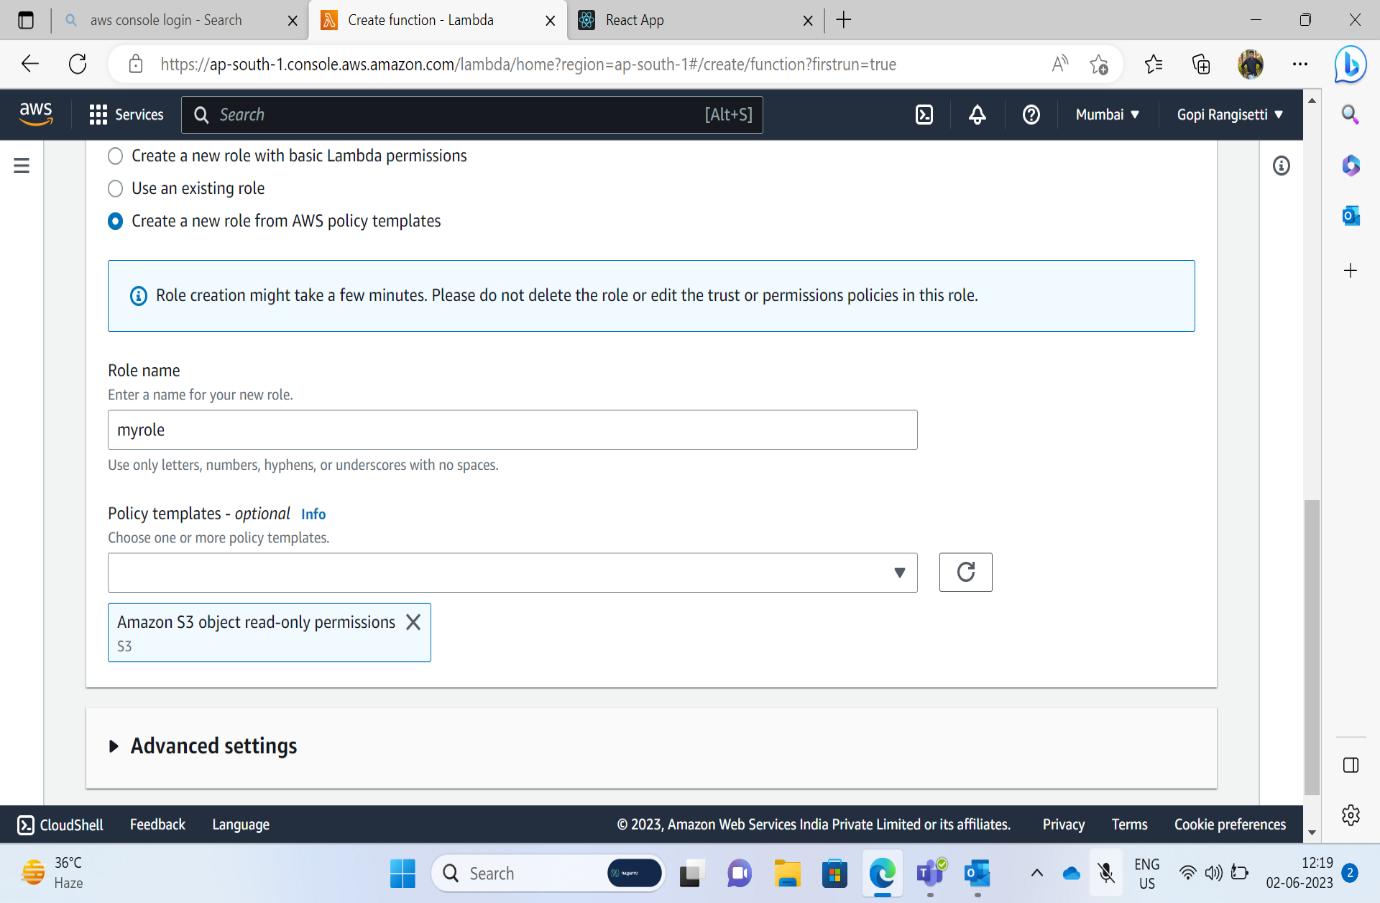 aws console login - Search
Create function - Lambda
React App
https://ap-south-1.console.aws.amazon.com/lambda/home?region=ap-south-1#/create/function?firstrun=true
aws
Services
Search
[Alt+S]
Mumbai
Gopi Rangisetti
Create a new role with basic Lambda permissions
Use an existing role
Create a new role from AWS policy templates
Role creation might take a few minutes. Please do not delete the role or edit the trust or permissions policies in this role.
Role name
Enter a name for your new role.
myrole
Use only letters, numbers, hyphens, or underscores with no spaces.
Policy templates - optional Info
Choose one or more policy templates.
Amazon S3 object read-only permissions
S3
Advanced settings
CloudShell
Feedback
Language
© 2023, Amazon Web Services India Private Limited or its affiliates.
Privacy
Terms
Cookie preferences
36°C
Haze
Search
ENG
US
12:19
02-06-2023
2